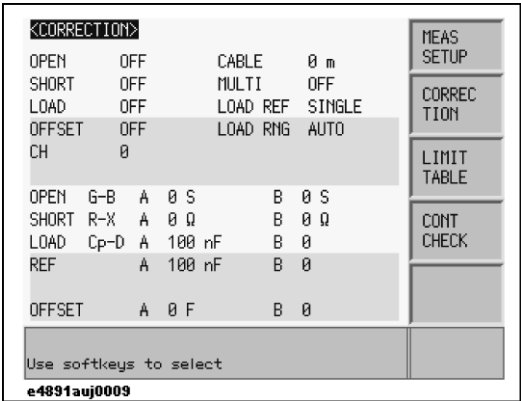 <CORRECTION>
OPEN OFF CABLE 0 m
SHORT OFF MULTI OFF
LOAD OFF LOAD REF SINGLE
OFFSET OFF LOAD RNG AUTO
CH 0
OPEN G-B A 0 S B 0 S
SHORT R-X A 0 Ω B 0 Ω
LOAD Cp-D A 100 nF B 0
REF A 100 nF B 0
OFFSET A 0 F B 0
MEAS
SETUP
CORREC
TION
LIMIT
TABLE
CONT
CHECK
Use softkeys to select
e4891auj0009